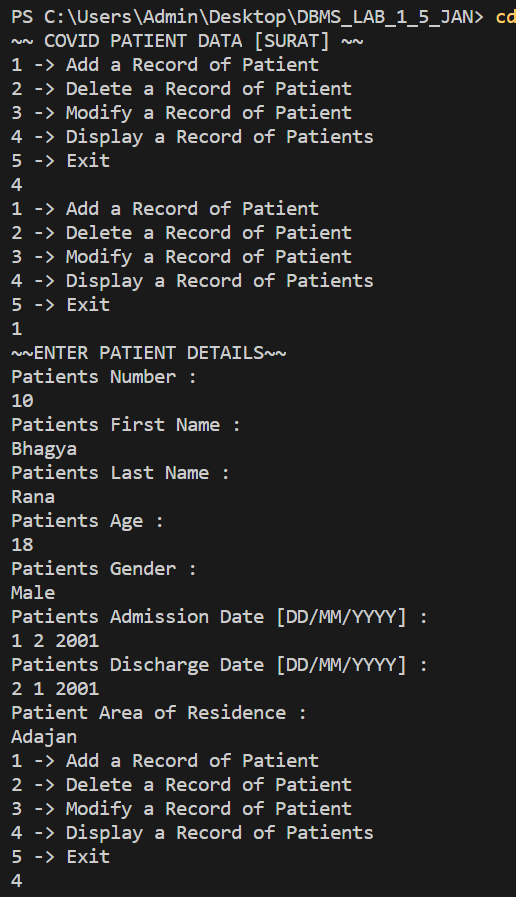 PS C:\Users\Admin\Desktop\DBMS_LAB_1_5_JAN> cd
~~ COVID PATIENT DATA [SURAT] ~~
1 -> Add a Record of Patient
2 -> Delete a Record of Patient
3 -> Modify a Record of Patient
4 -> Display a Record of Patients
5 -> Exit
4
1 -> Add a Record of Patient
2 -> Delete a Record of Patient
3 -> Modify a Record of Patient
4 -> Display a Record of Patients
5 -> Exit
1
~~ENTER PATIENT DETAILS~~
Patients Number :
10
Patients First Name :
Bhagya
Patients Last Name :
Rana
Patients Age :
18
Patients Gender :
Male
Patients Admission Date [DD/MM/YYYY] :
1 2 2001
Patients Discharge Date [DD/MM/YYYY] :
2 1 2001
Patient Area of Residence :
Adajan
1 -> Add a Record of Patient
2 -> Delete a Record of Patient
3 -> Modify a Record of Patient
4 -> Display a Record of Patients
5 -> Exit
4